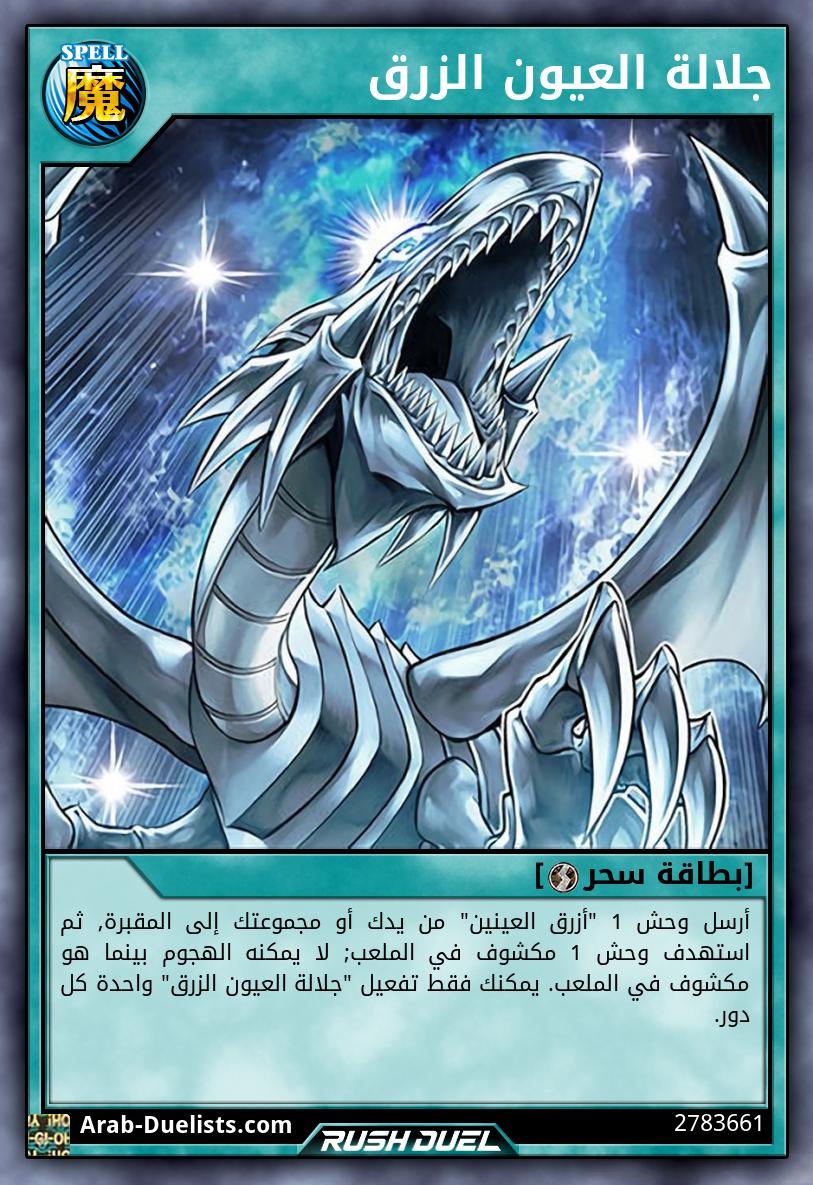 SPELL
魔
جلالة العيون الزرق
[بطاقة سحر]
أرسل وحش 1 "أزرق العينين" من يدك أو مجموعتك إلى المقبرة, ثم
استهدف وحش 1 مكشوف في الملعب; لا يمكنه الهجوم بينما هو
مكشوف في الملعب. يمكنك فقط تفعيل "جلالة العيون الزرق" واحدة كل
دور.
Arab-Duelists.com
RUSH DUEL
2783661